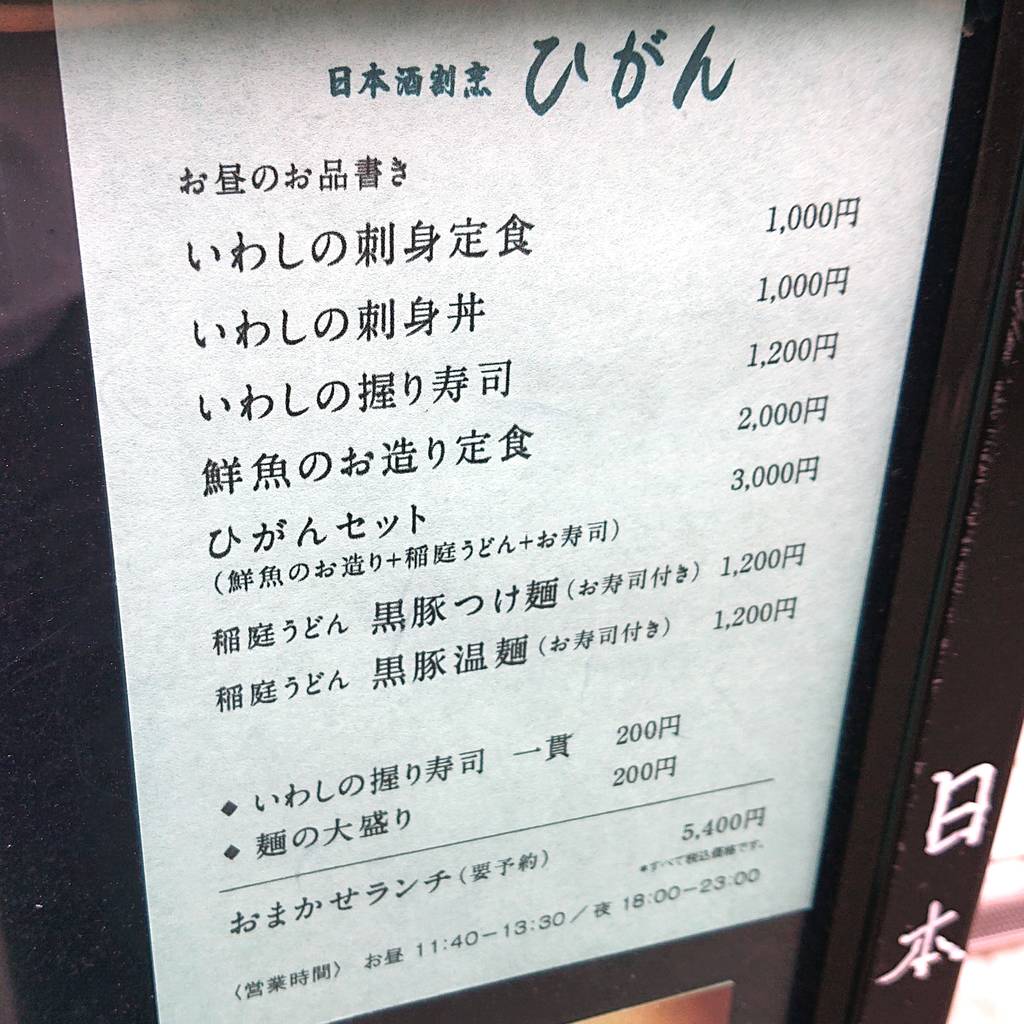 日本酒割烹 ひがん
お昼のお品書き
いわしの刺身定食 1,000円
いわしの刺身丼 1,000円
いわしの握り寿司 1,200円
鮮魚のお造り定食 2,000円
ひがんセット 3,000円
(鮮魚のお造り+稲庭うどん+お寿司)
稲庭うどん 黒豚つけ麺(お寿司付き) 1,200円
稲庭うどん 黒豚温麺(お寿司付き) 1,200円
◆ いわしの握り寿司 一貫 200円
◆ 麺の大盛り 200円
おまかせランチ(要予約) 5,400円
*すべて税込価格です。
〈営業時間〉 お昼 11:40−13:30/夜 18:00−23:00
日本